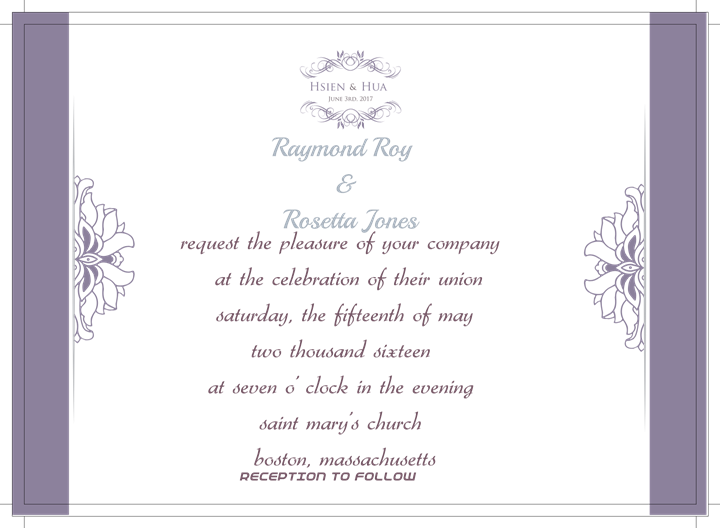 Hsien & Hua
June 3rd, 2017
Raymond Roy
&
Rosetta Jones
request the pleasure of your company
at the celebration of their union
saturday, the fifteenth of may
two thousand sixteen
at seven o' clock in the evening
saint mary's church
boston, massachusetts
RECEPTION TO FOLLOW